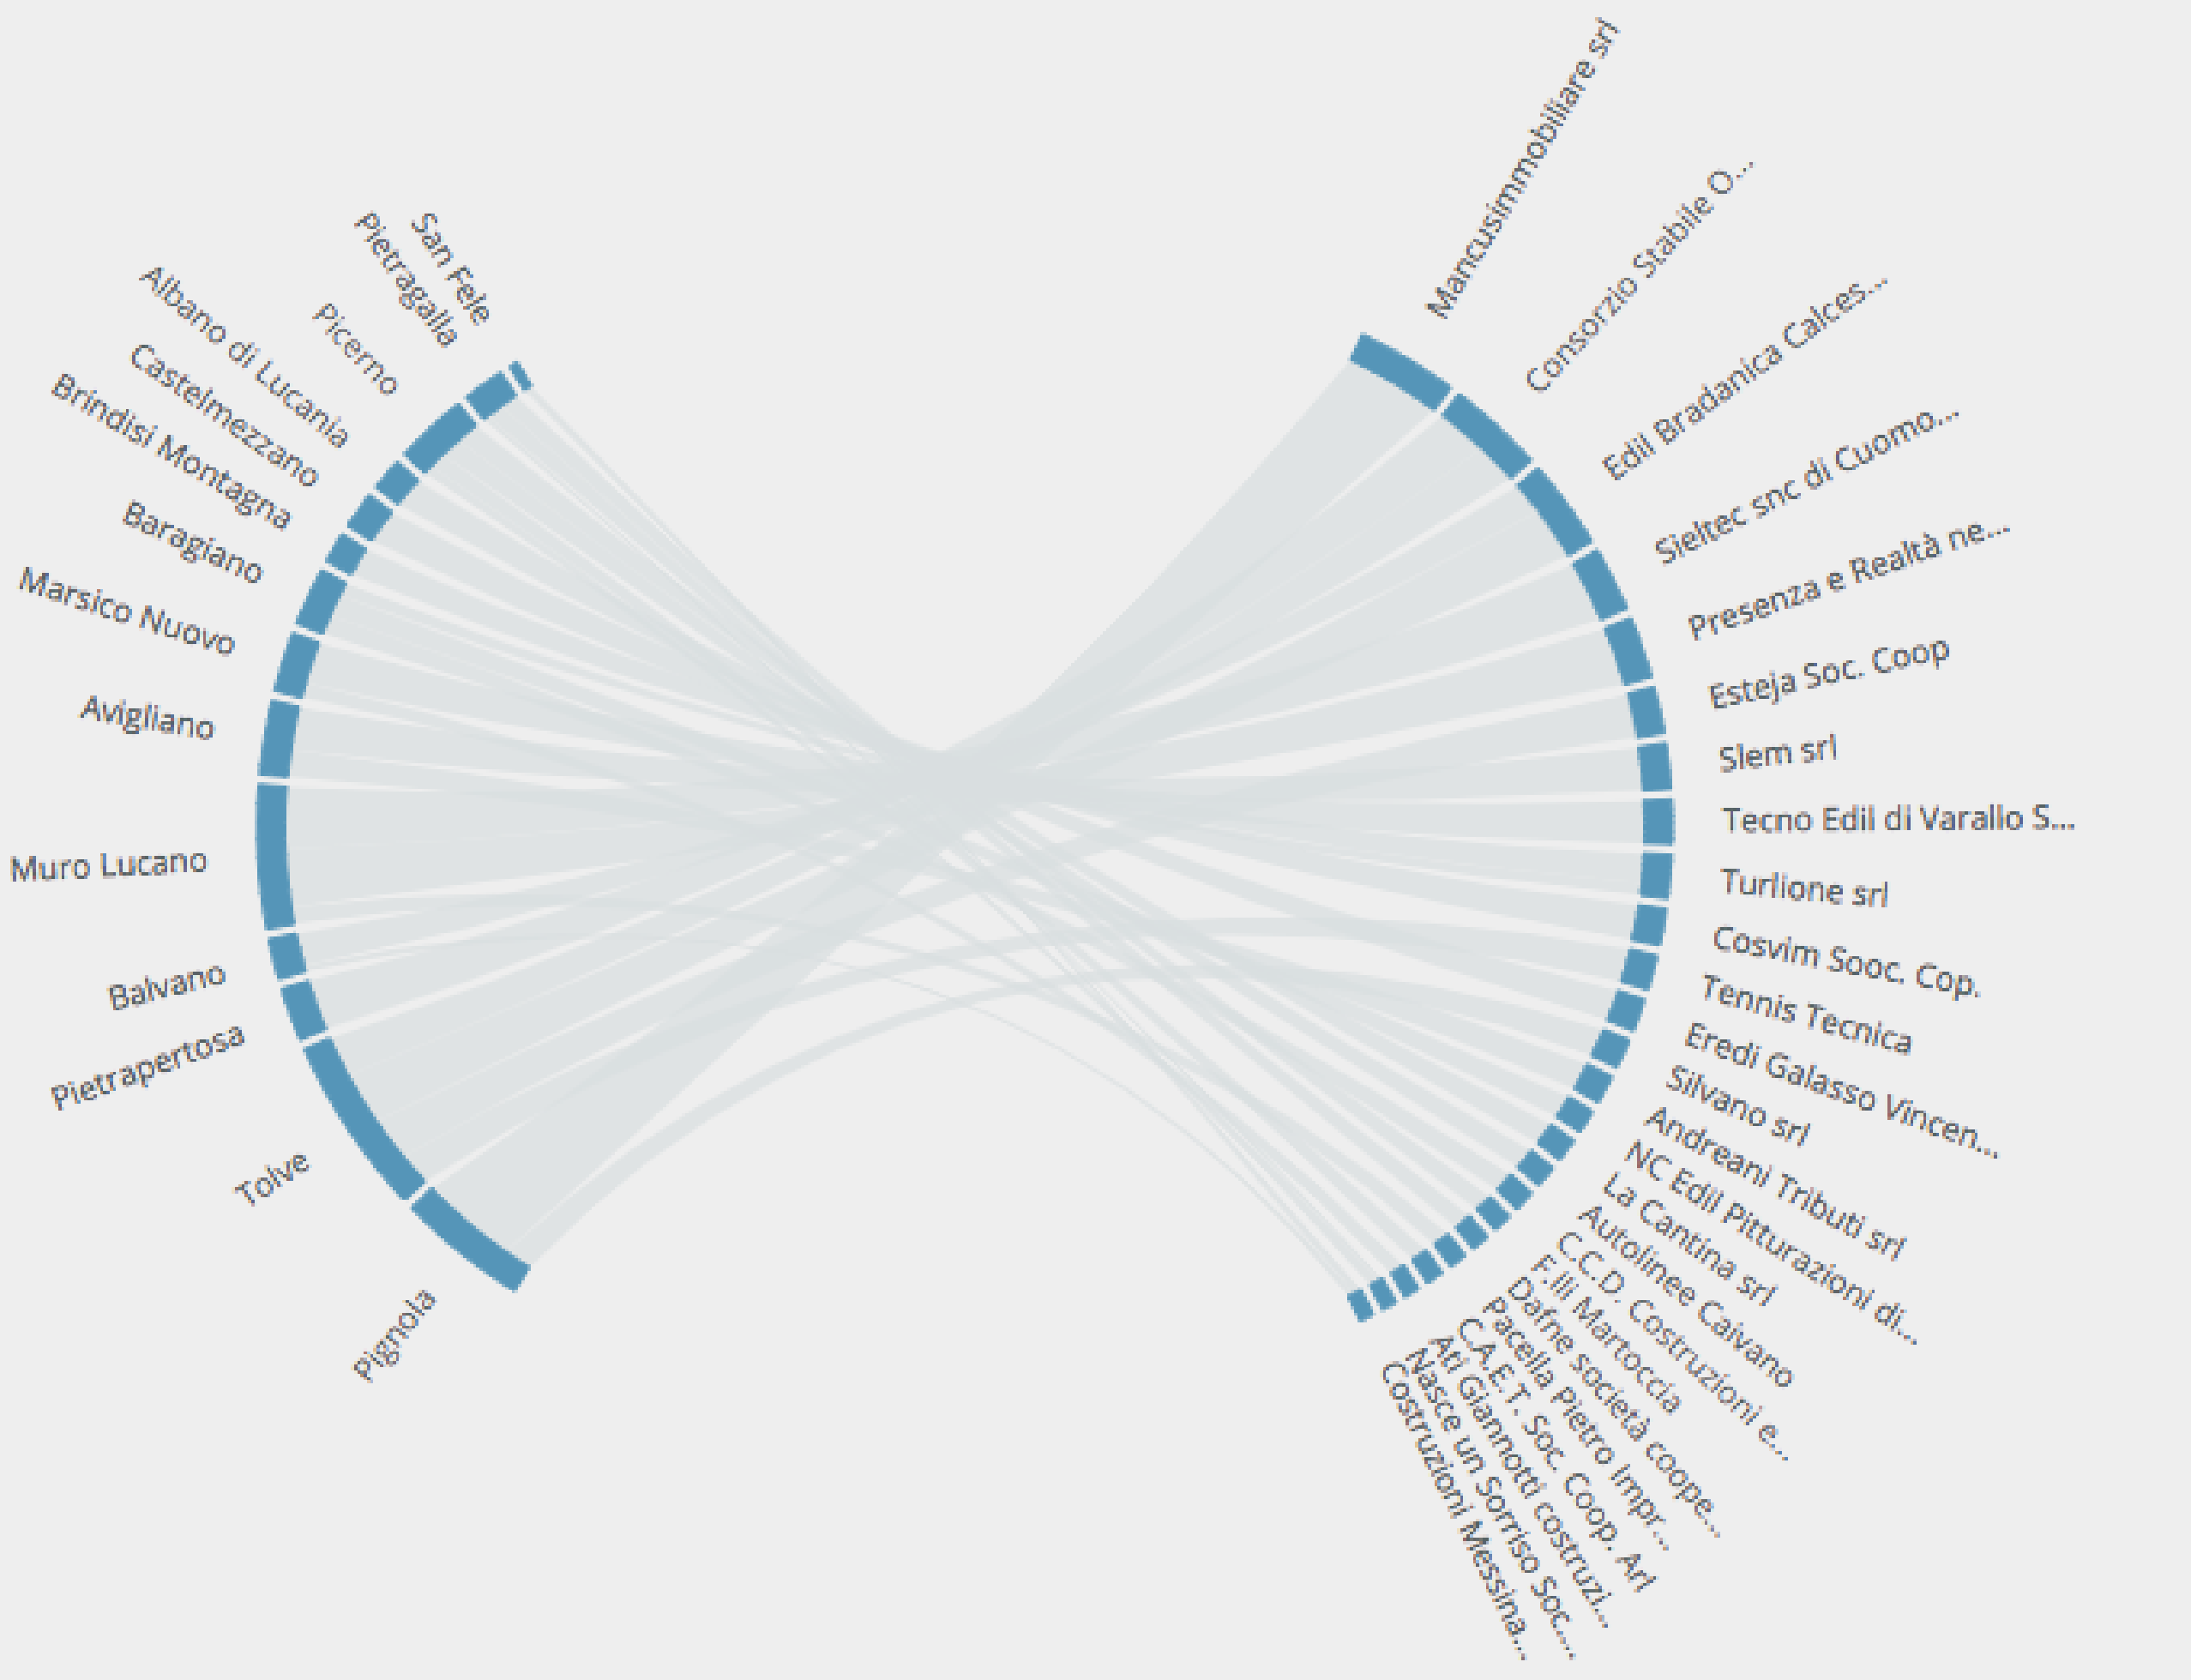 San Fele
Pietragalla
Picerno
Albano di Lucania
Castelmezzano
Brindisi Montagna
Baragiano
Marsico Nuovo
Avigliano
Muro Lucano
Balvano
Pietrapertosa
Tolve
Pignola
Mancusimmobiliare srl
Consorzio Stabile O...
Edil Bradanica Calces...
Sieltec snc di Cuomo...
Presenza e Realtà ne...
Esteja Soc. Coop
Slem srl
Tecno Edil di Varallo S...
Turlione srl
Cosvim Sooc. Cop.
Tennis Tecnica
Eredi Galasso Vincen...
Silvano srl
Andreani Tributi srl
NC Edil Pitturazioni di...
La Cantina srl
Autolinee Caivano
C.C.D. Costruzioni e...
F.lli Martoccia
Dafne società coope...
Pacella Pietro Impr...
C.A.E.T. Soc. Coop. Arl
Ati Giannotti costruzi...
Nasce un Sorriso Soc....
Costruzioni Messina...